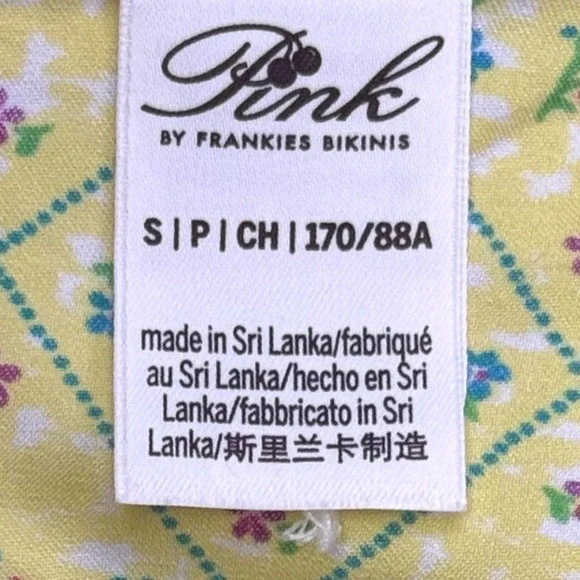 Pink
BY FRANKIES BIKINIS
S | P | CH | 170/88A
made in Sri Lanka/fabriqué
au Sri Lanka/hecho en Sri
Lanka/fabbricato in Sri
Lanka/斯里兰卡制造